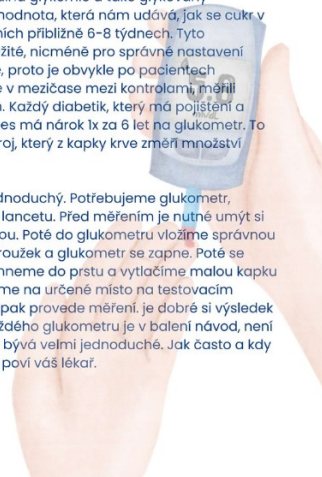 glykemie a také glykovaný
hodnota, která nám udává, jak se cukr v
ních přibližně 6-8 týdnech. Tyto
žité, nicméně pro správné nastavení
, proto je obvykle po pacientech
e v mezičase mezi kontrolami, měřili
. Každý diabetik, který má pojištění a
es má nárok 1x za 6 let na glukometr. To
roj, který z kapky krve změří množství
dnoduchý. Potřebujeme glukometr,
lancetu. Před měřením je nutné umýt si
ou. Poté do glukometru vložíme správnou
roužek a glukometr se zapne. Poté se
hneme do prstu a vytlačíme malou kapku
me na určené místo na testovacím
pak provede měření. je dobré si výsledek
aždého glukometru je v balení návod, není
bývá velmi jednoduché. Jak často a kdy
poví váš lékař.